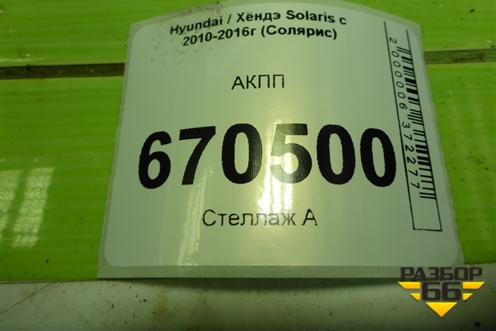 Hyundai / Хёндэ Solaris с
2010-2016г (Солярис)
АКПП
670500
Стеллаж А
2000006372277
РАЗБОР
66